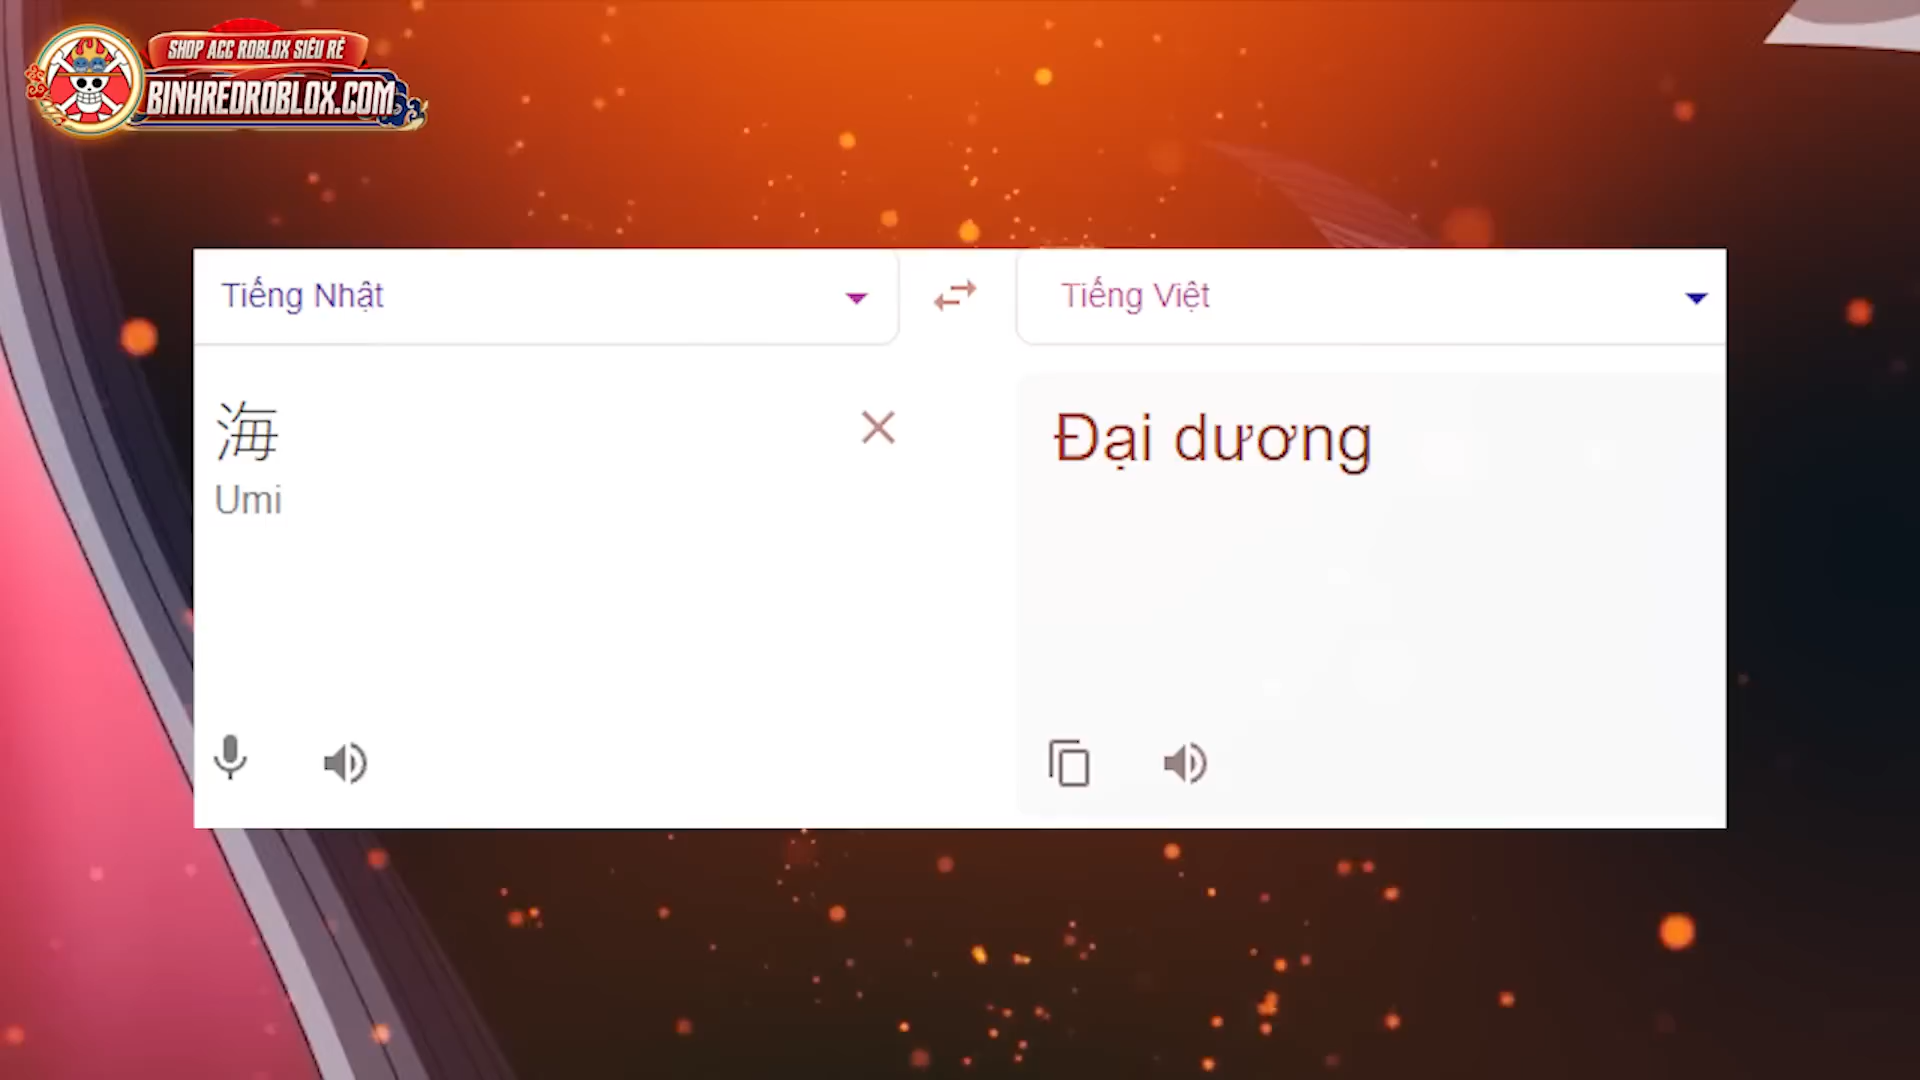 SHOP ACC ROBLOX SIÊU RẺ
BINHREDROBLOX.COM
Tiếng Nhật
Tiếng Việt
海
Umi
Đại dương